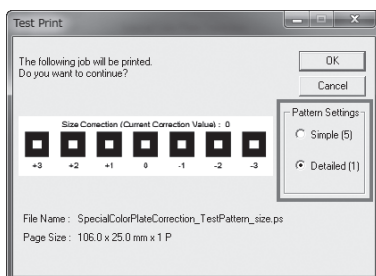 Test Print
The following job will be printed.
Do you want to continue?
OK
Cancel
Size Correction (Current Correction Value) : 0
+3 +2 +1 0 -1 -2 -3
Pattern Settings
Simple (5)
Detailed (1)
File Name : SpecialColorPlateCorrection_TestPattern_size.ps
Page Size : 106.0 x 25.0 mm x 1 P